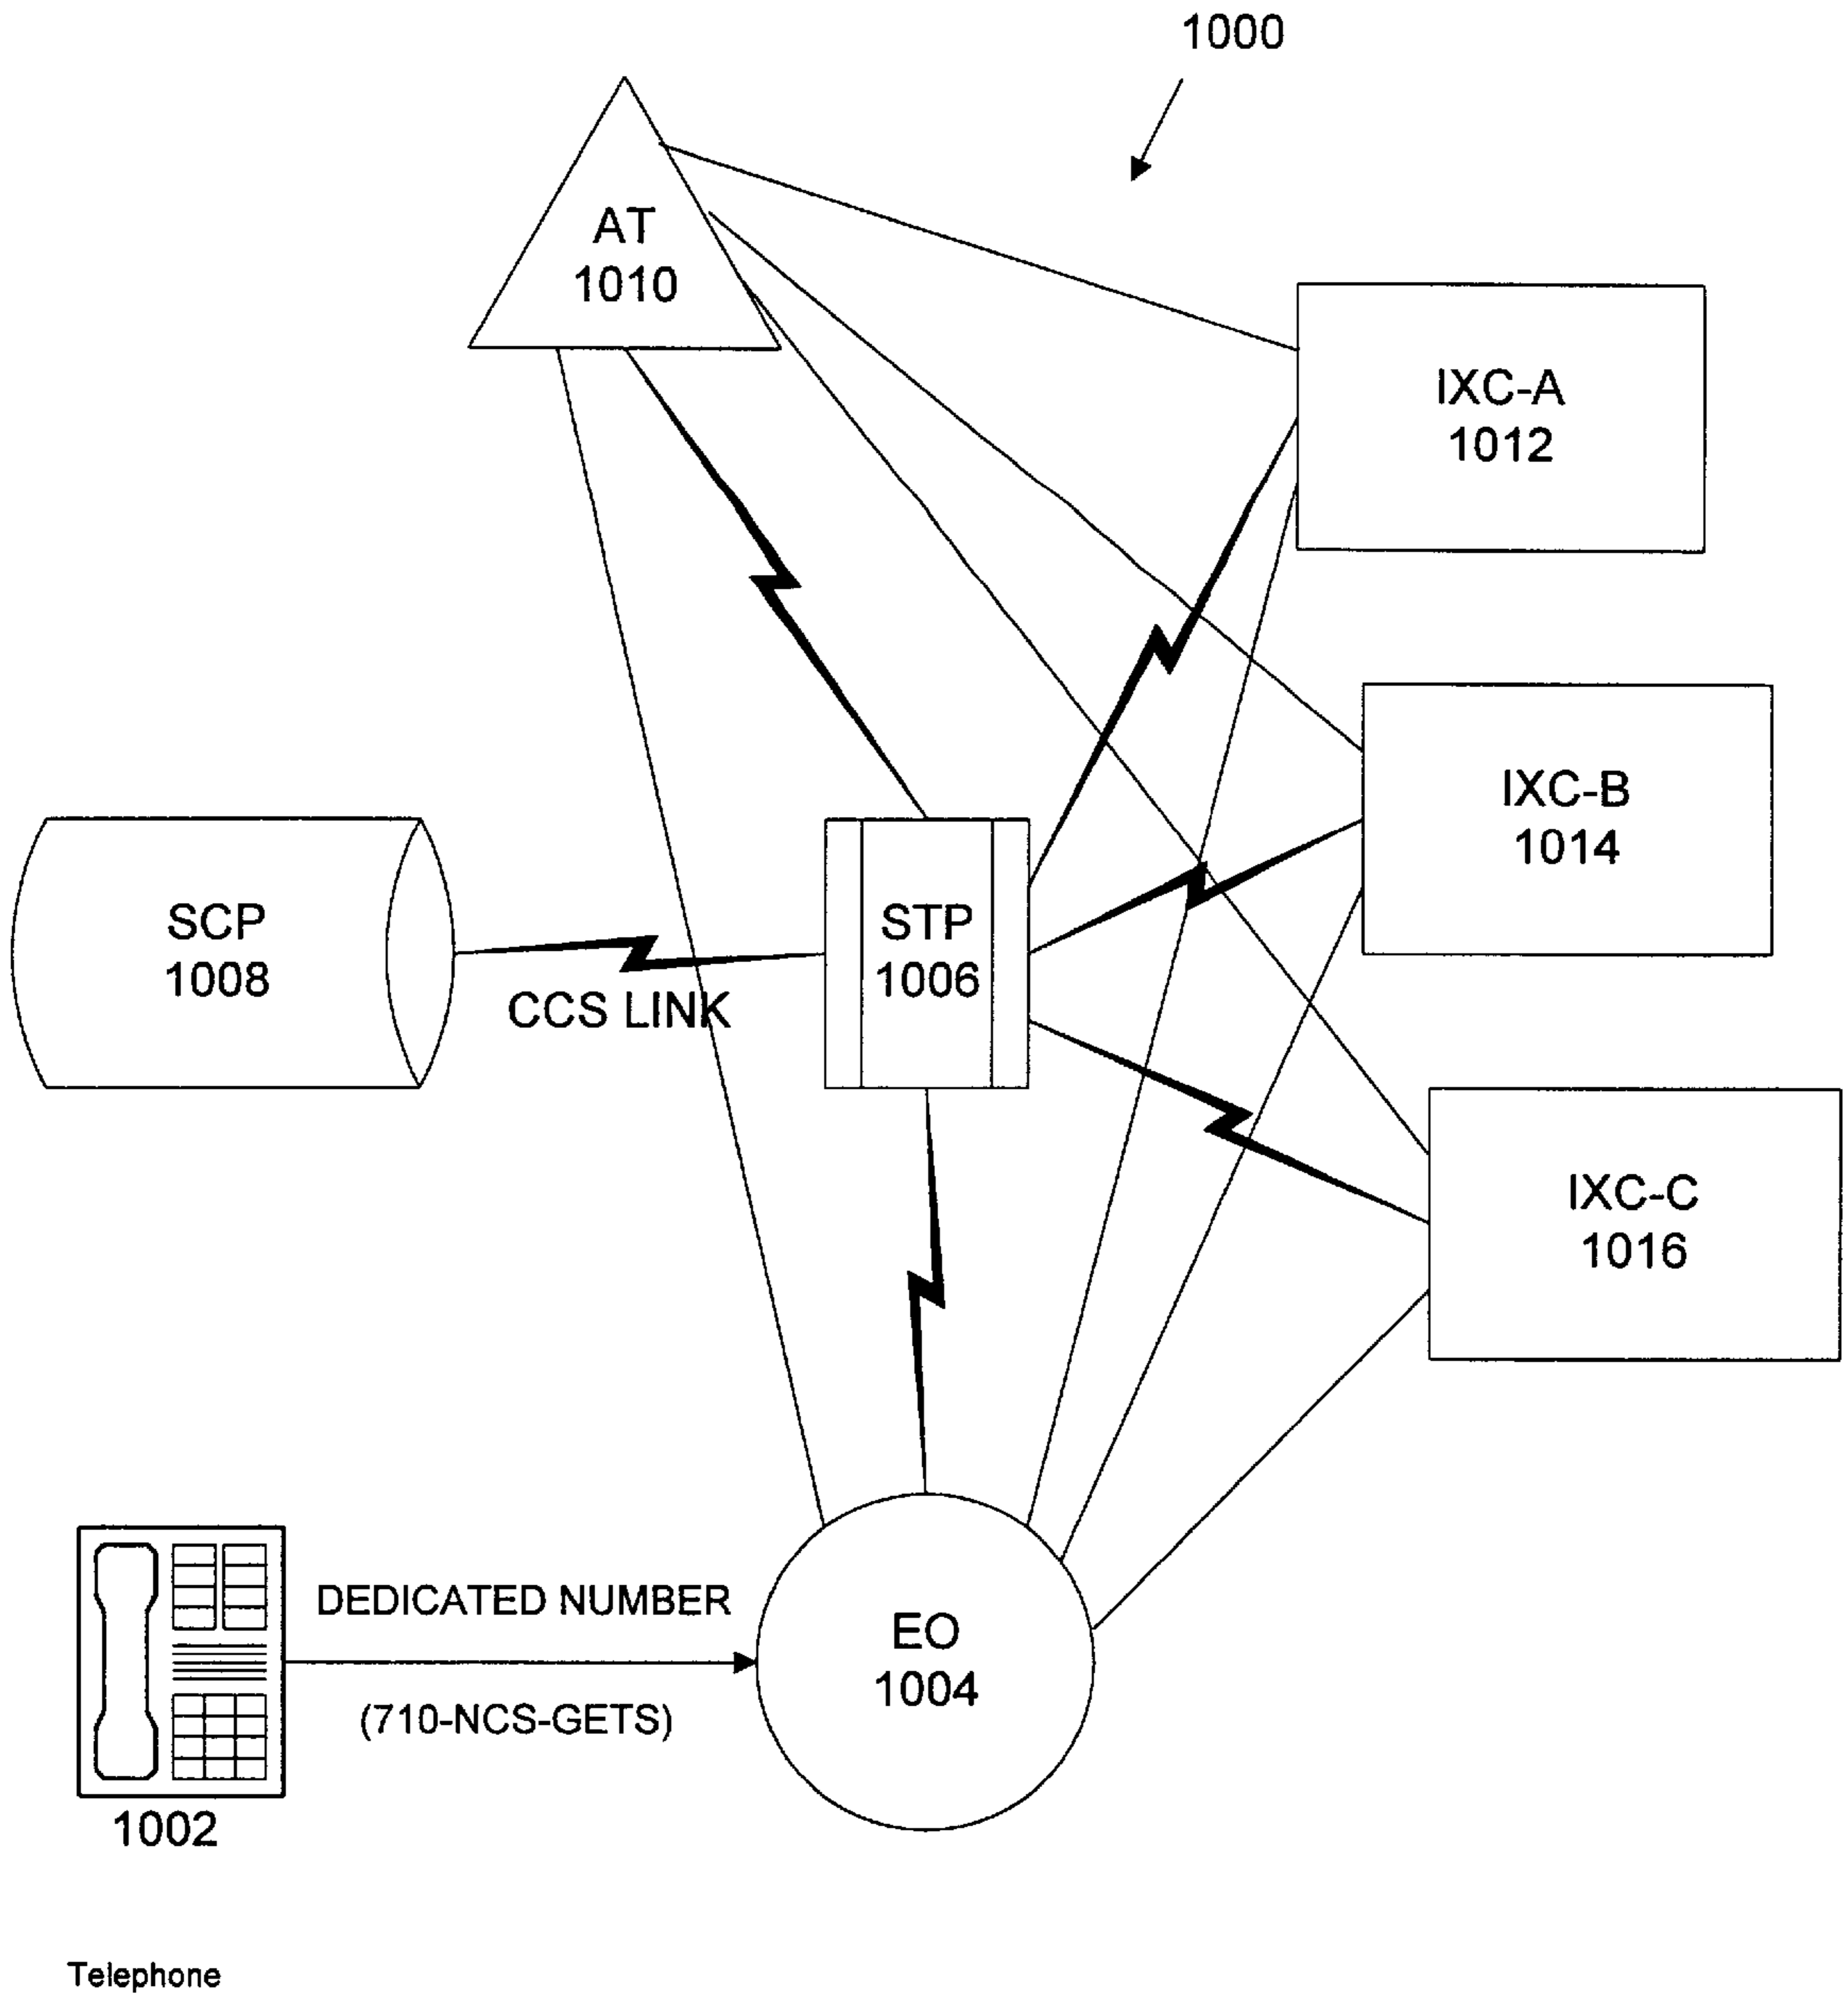 1000
AT
1010
IXC-A
1012
IXC-B
1014
SCP
1008
STP
1006
CCS LINK
IXC-C
1016
DEDICATED NUMBER
(710-NCS-GETS)
EO
1004
1002
Telephone